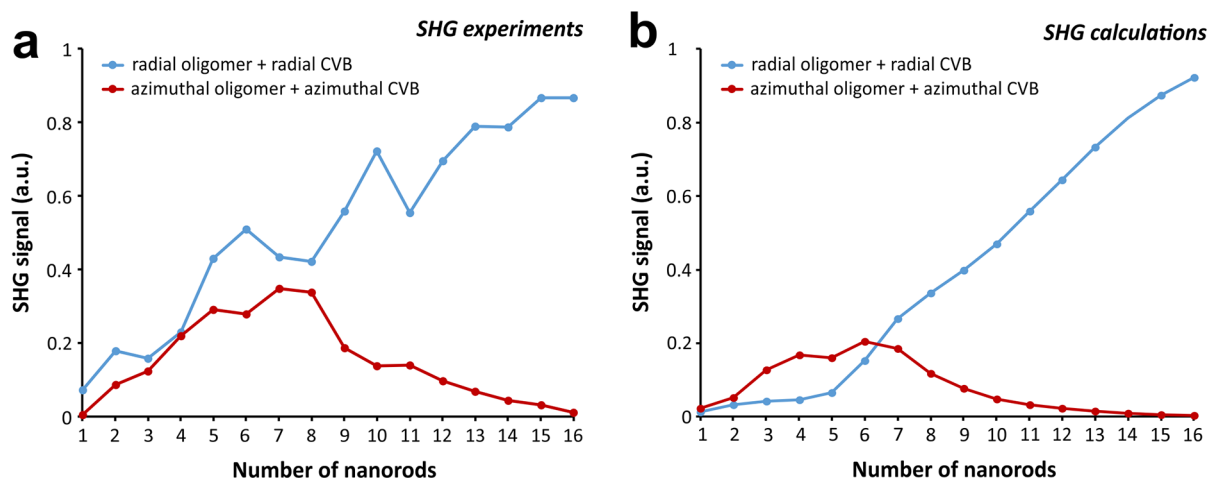 a
SHG experiments
radial oligomer + radial CVB
azimuthal oligomer + azimuthal CVB
SHG signal (a.u.)
1
0.8
0.6
0.4
0.2
0
1 2 3 4 5 6 7 8 9 10 11 12 13 14 15 16
Number of nanorods
b
SHG calculations
radial oligomer + radial CVB
azimuthal oligomer + azimuthal CVB
SHG signal (a.u.)
1
0.8
0.6
0.4
0.2
0
1 2 3 4 5 6 7 8 9 10 11 12 13 14 15 16
Number of nanorods